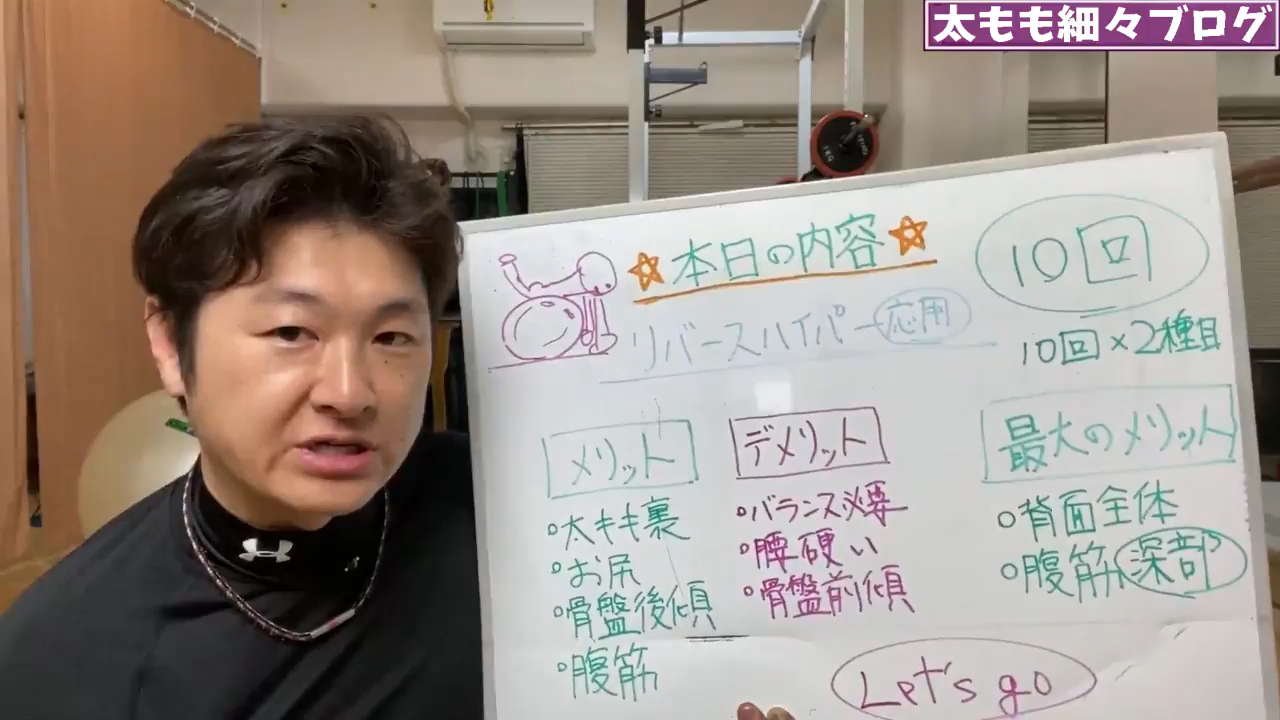 太もも細々ブログ
本日の内容
リバースハイパー応用
10回
10回×2種目
メリット
・太もも裏
・お尻
・骨盤後傾
・腹筋
デメリット
・バランス必要
・腰硬い
・骨盤前傾
最大のメリット
・背面全体
・腹筋深部
Let's go